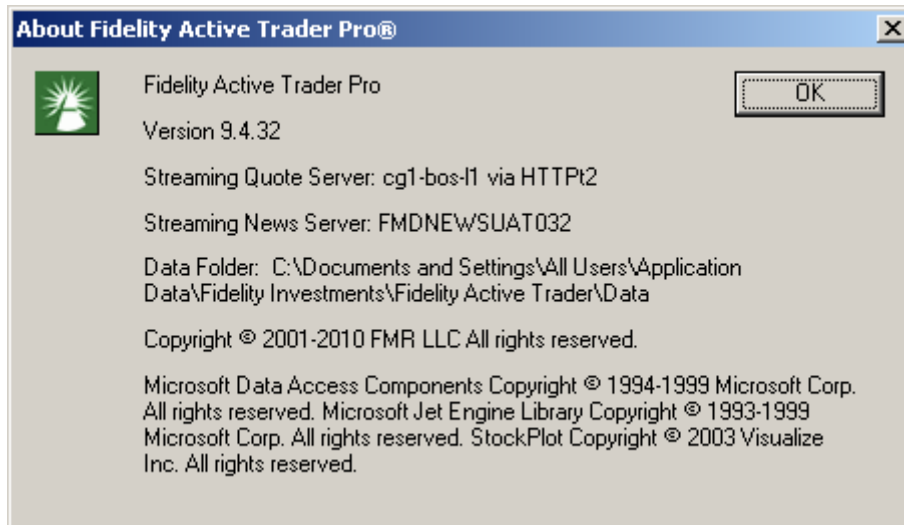 About Fidelity Active Trader Pro®
Fidelity Active Trader Pro
OK
Version 9.4.32
Streaming Quote Server: cg1-bos-l1 via HTTPt2
Streaming News Server: FMDNEWSUAT032
Data Folder:  C:\Documents and Settings\All Users\Application
Data\Fidelity Investments\Fidelity Active Trader\Data
Copyright © 2001-2010 FMR LLC All rights reserved.
Microsoft Data Access Components Copyright © 1994-1999 Microsoft Corp.
All rights reserved. Microsoft Jet Engine Library Copyright © 1993-1999
Microsoft Corp. All rights reserved. StockPlot Copyright © 2003 Visualize
Inc. All rights reserved.